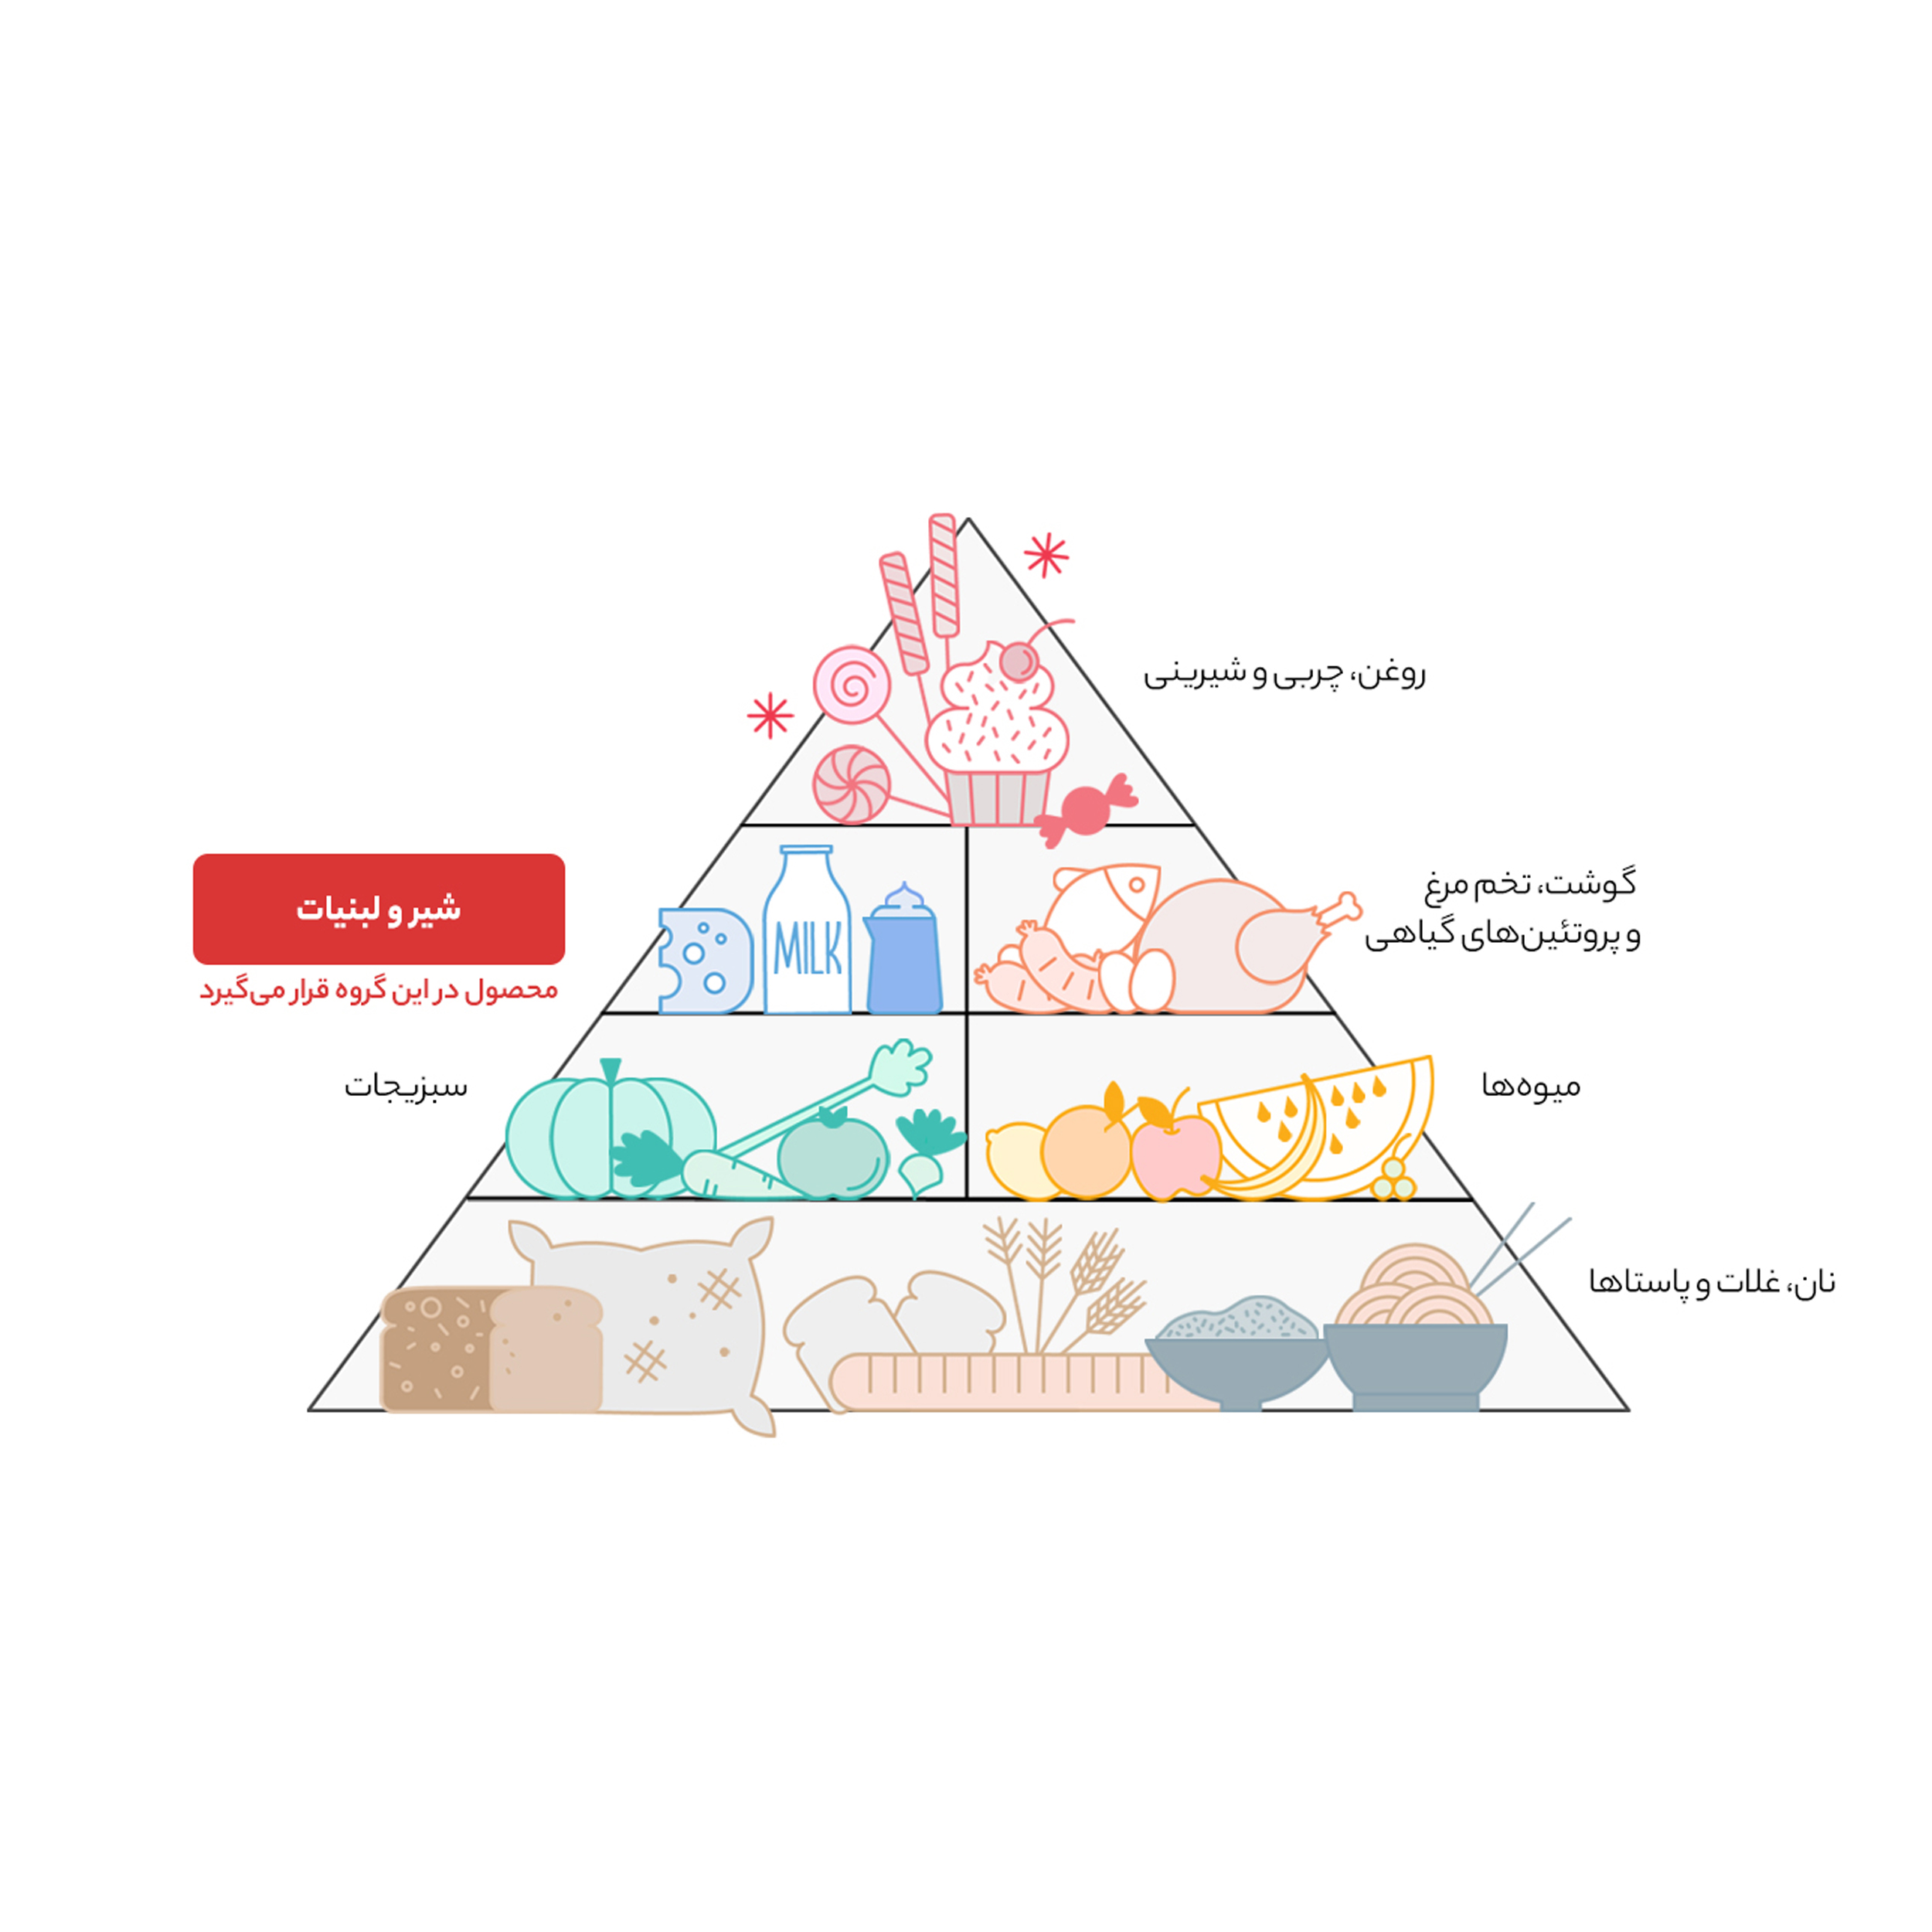 روغن، چربی و شیرینی
گوشت، تخم مرغ
و پروتئین‌های گیاهی
شیر و لبنیات
محصول در این گروه قرار می‌گیرد
MILK
میوه‌ها
سبزیجات
نان، غلات و پاستاها